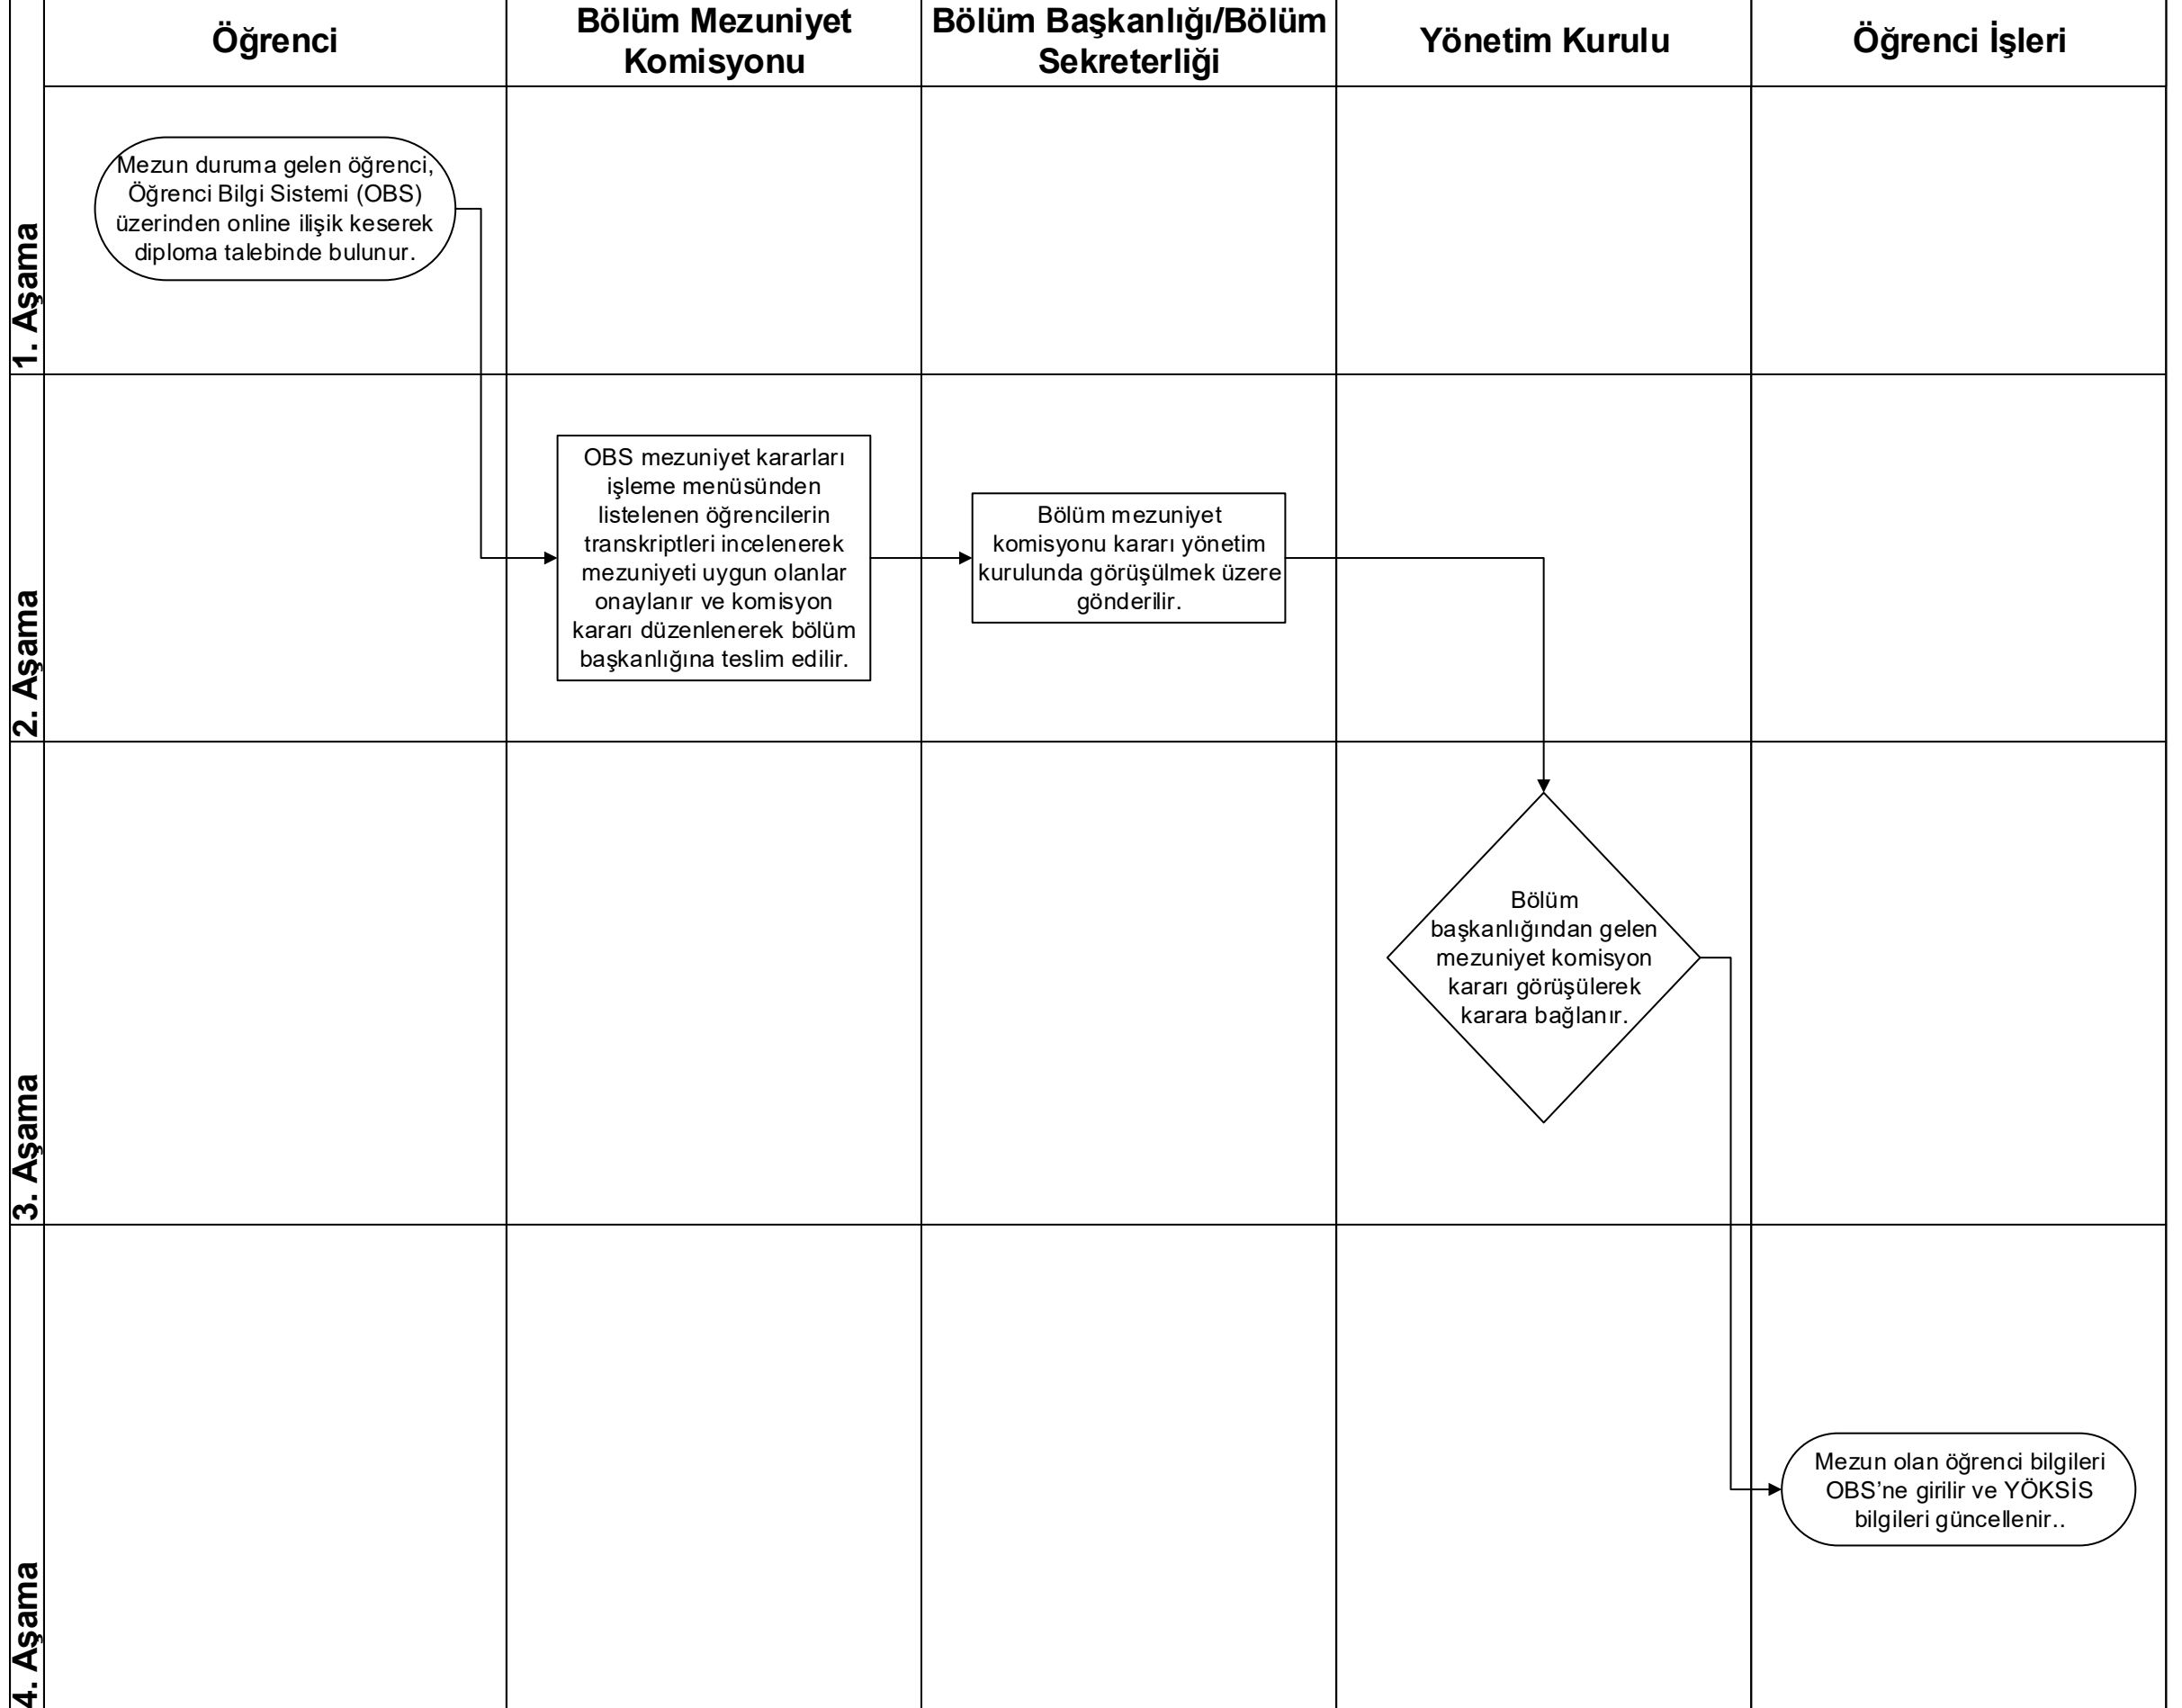 Öğrenci
Bölüm Mezuniyet
Komisyonu
Bölüm Başkanlığı/Bölüm
Sekreterliği
Yönetim Kurulu
Öğrenci İşleri
1. Aşama
Mezun duruma gelen öğrenci,
Öğrenci Bilgi Sistemi (OBS)
üzerinden online ilişik keserek
diploma talebinde bulunur.
2. Aşama
OBS mezuniyet kararları
işleme menüsünden
listelenen öğrencilerin
transkriptleri incelenerek
mezuniyeti uygun olanlar
onaylanır ve komisyon
kararı düzenlenerek bölüm
başkanlığına teslim edilir.
Bölüm mezuniyet
komisyonu kararı yönetim
kurulunda görüşülmek üzere
gönderilir.
3. Aşama
Bölüm
başkanlığından gelen
mezuniyet komisyon
kararı görüşülerek
karara bağlanır.
4. Aşama
Mezun olan öğrenci bilgileri
OBS’ne girilir ve YÖKSİS
bilgileri güncellenir..